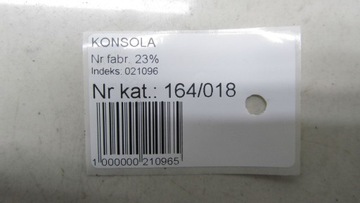 KONSOLA
Nr fabr. 23%
Indeks: 021096
Nr kat.: 164/018
1 000000 210965